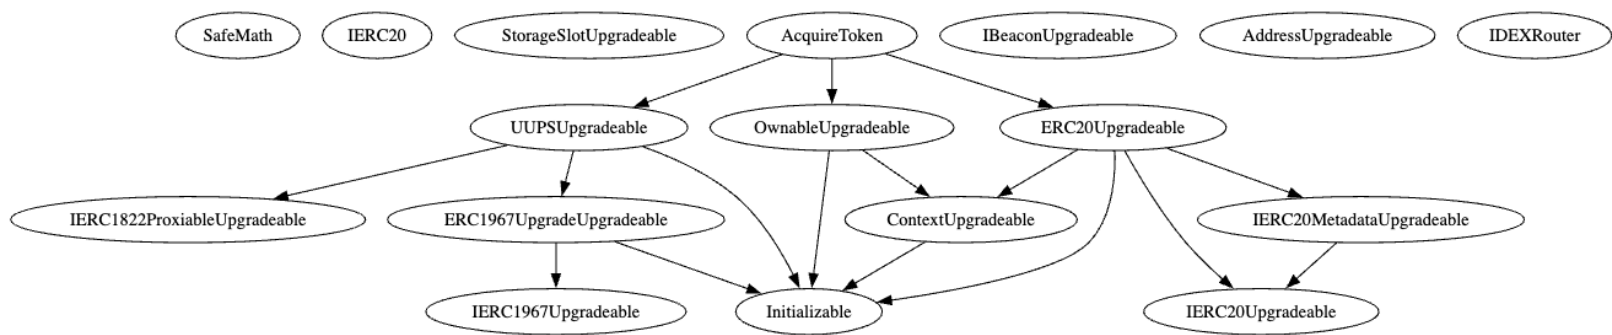 SafeMath
IERC20
StorageSlotUpgradeable
AcquireToken
IBeaconUpgradeable
AddressUpgradeable
IDEXRouter
UUPSUpgradeable
OwnableUpgradeable
ERC20Upgradeable
IERC1822ProxiableUpgradeable
ERC1967UpgradeUpgradeable
ContextUpgradeable
IERC20MetadataUpgradeable
IERC1967Upgradeable
Initializable
IERC20Upgradeable